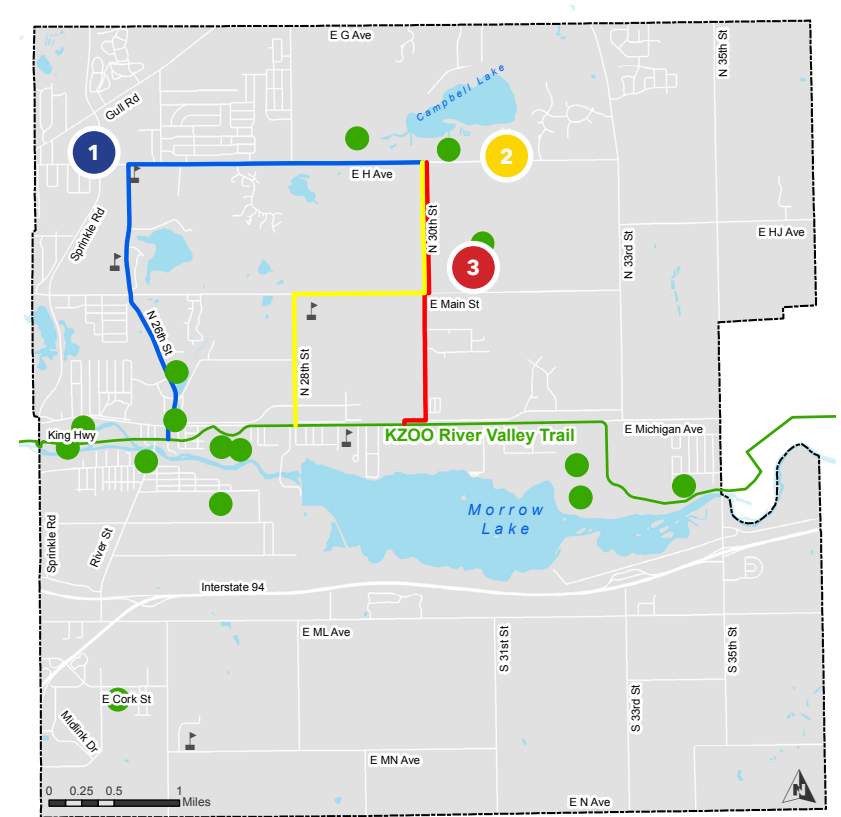 E G Ave
N 35th St
Campbell Lake
Gull Rd
1
2
E H Ave
Sprinkle Rd
N 30th St
E HJ Ave
N 33rd St
3
E Main St
N 26th St
N 28th St
King Hwy
KZOO River Valley Trail
E Michigan Ave
Morrow
Lake
Sprinkle Rd
River St
Interstate 94
E ML Ave
S 31st St
S 35th St
S 33rd St
E Cork St
Midlink Dr
E MN Ave
0 0.25 0.5 1
Miles
E N Ave
N